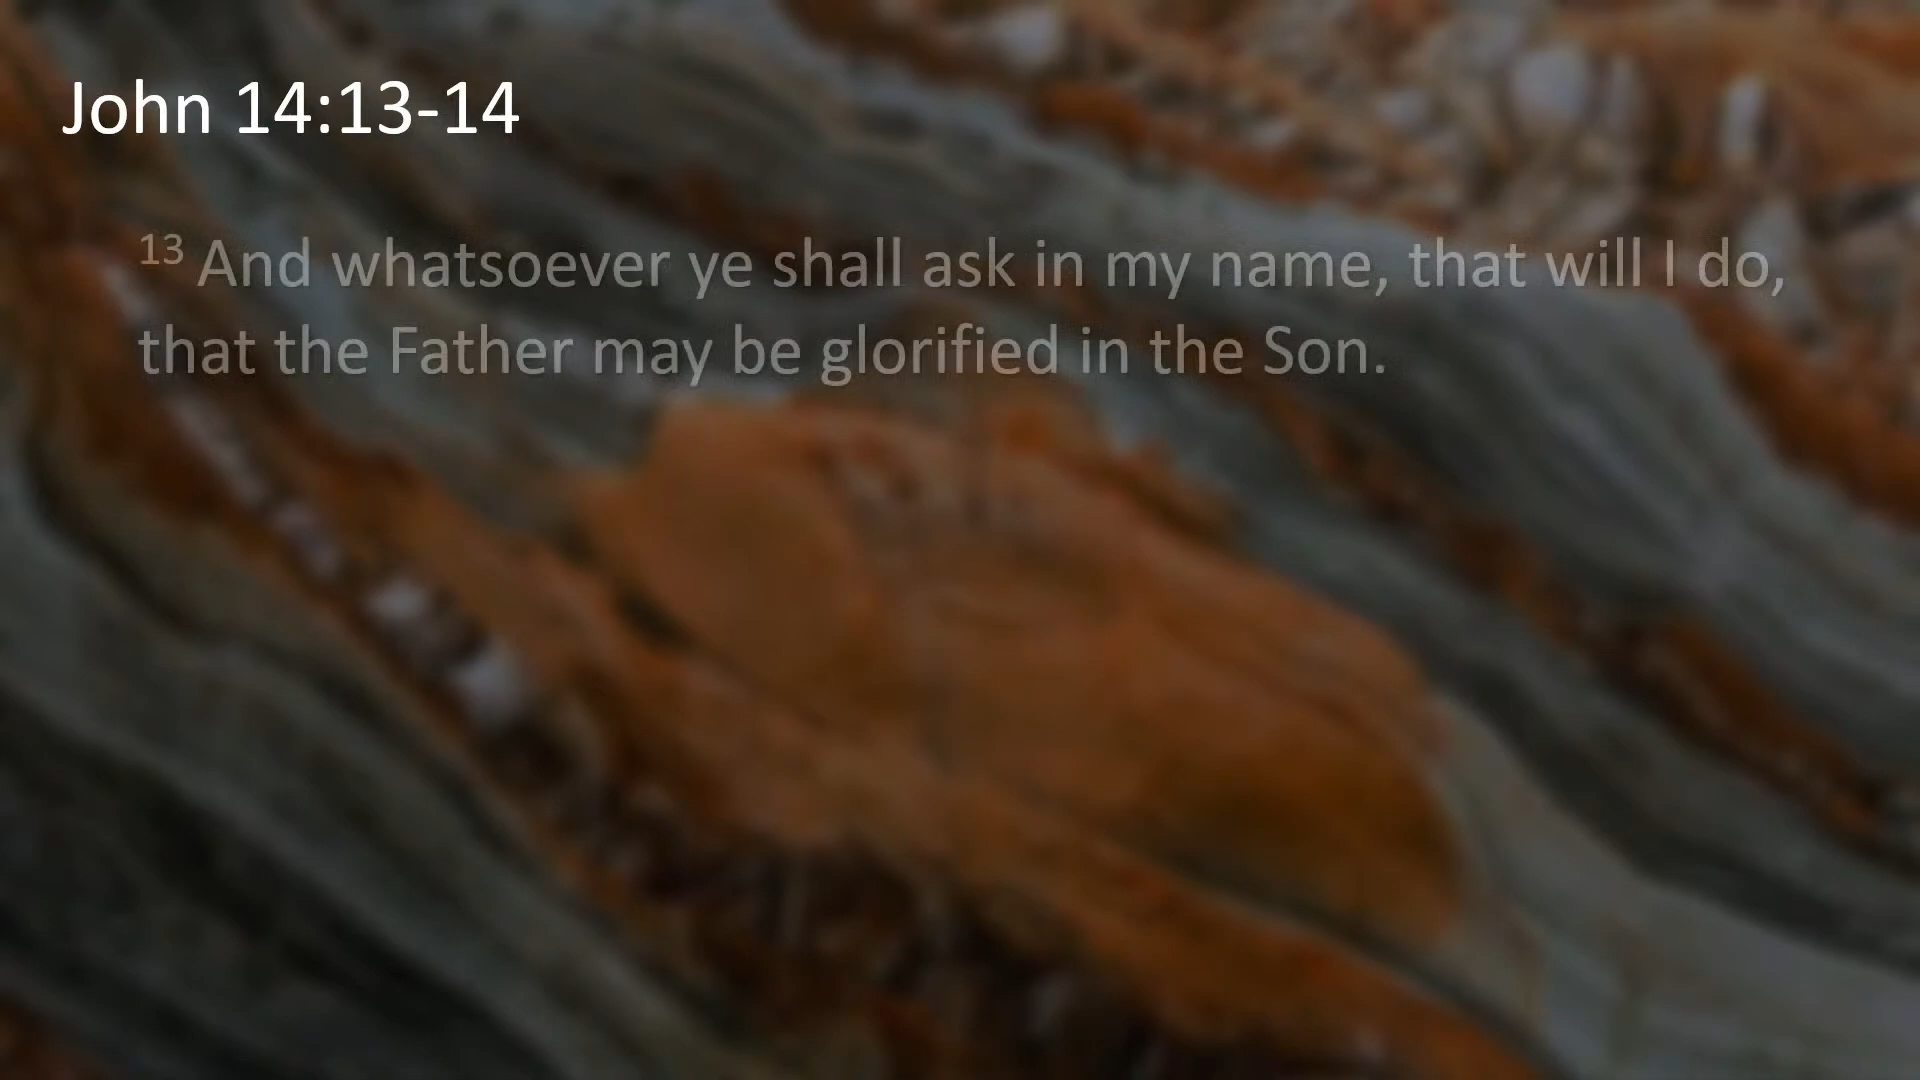 John 14:13-14
13 And whatsoever ye shall ask in my name, that will I do,
that the Father may be glorified in the Son.